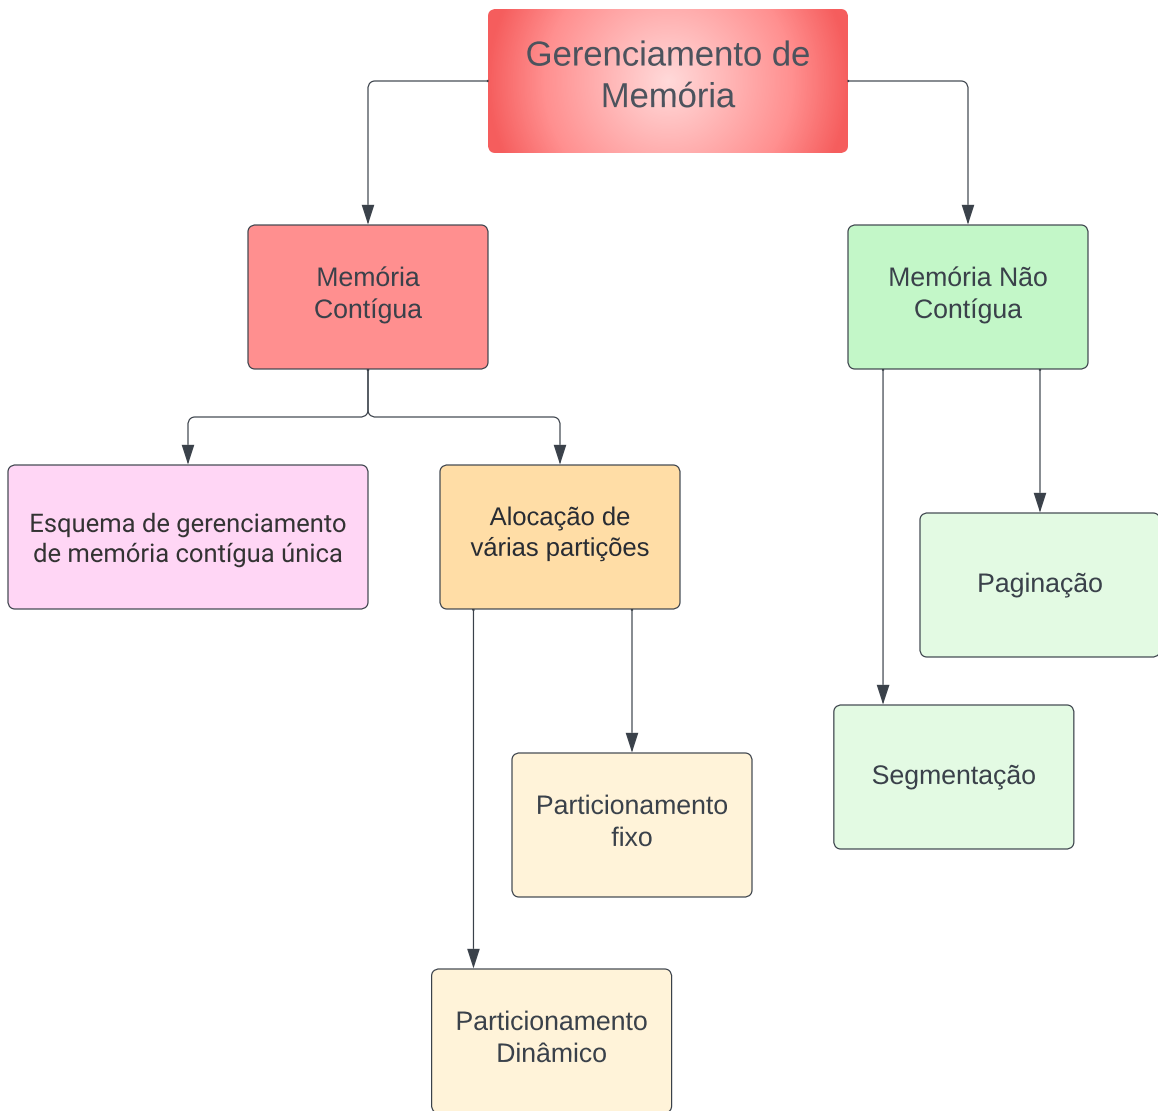 Gerenciamento de
Memória
Memória
Contígua
Memória Não
Contígua
Esquema de gerenciamento
de memória contígua única
Alocação de
várias partições
Paginação
Segmentação
Particionamento
fixo
Particionamento
Dinâmico